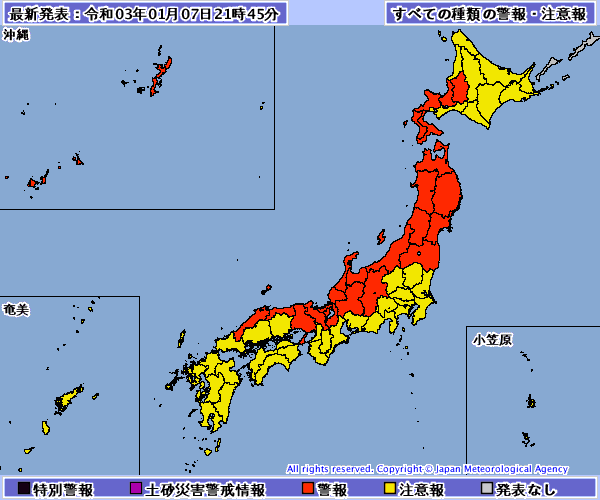 最新発表：令和03年01月07日21時45分
すべての種類の警報・注意報
沖縄
奄美
小笠原
All rights reserved. Copyright © Japan Meteorological Agency
特別警報 土砂災害警戒情報 警報 注意報 発表なし